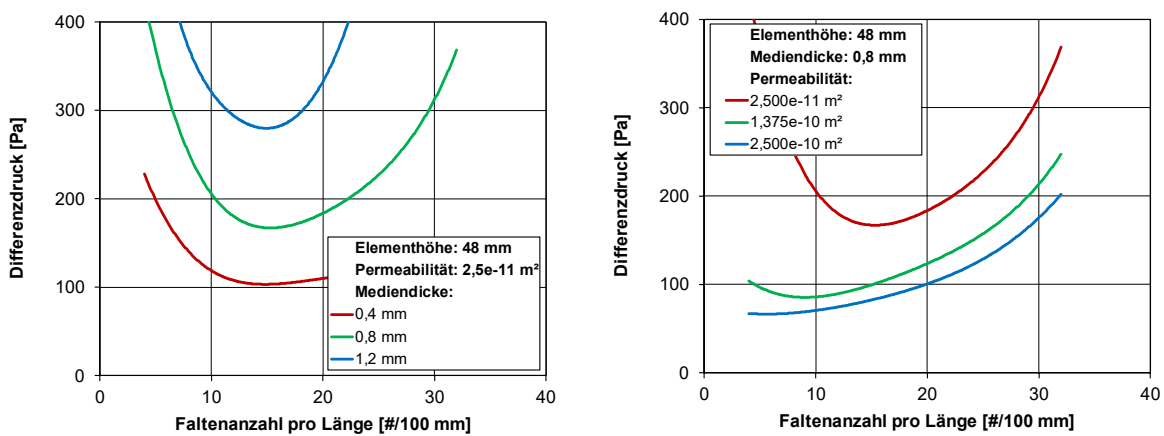 400
300
200
100
0
Differenzdruck [Pa]
0 10 20 30 40
Faltenanzahl pro Länge [#/100 mm]
Elementhöhe: 48 mm
Permeabilität: 2,5e-11 m²
Mediendicke:
0,4 mm
0,8 mm
1,2 mm
400
300
200
100
0
Differenzdruck [Pa]
0 10 20 30 40
Faltenanzahl pro Länge [#/100 mm]
Elementhöhe: 48 mm
Mediendicke: 0,8 mm
Permeabilität:
2,500e-11 m²
1,375e-10 m²
2,500e-10 m²